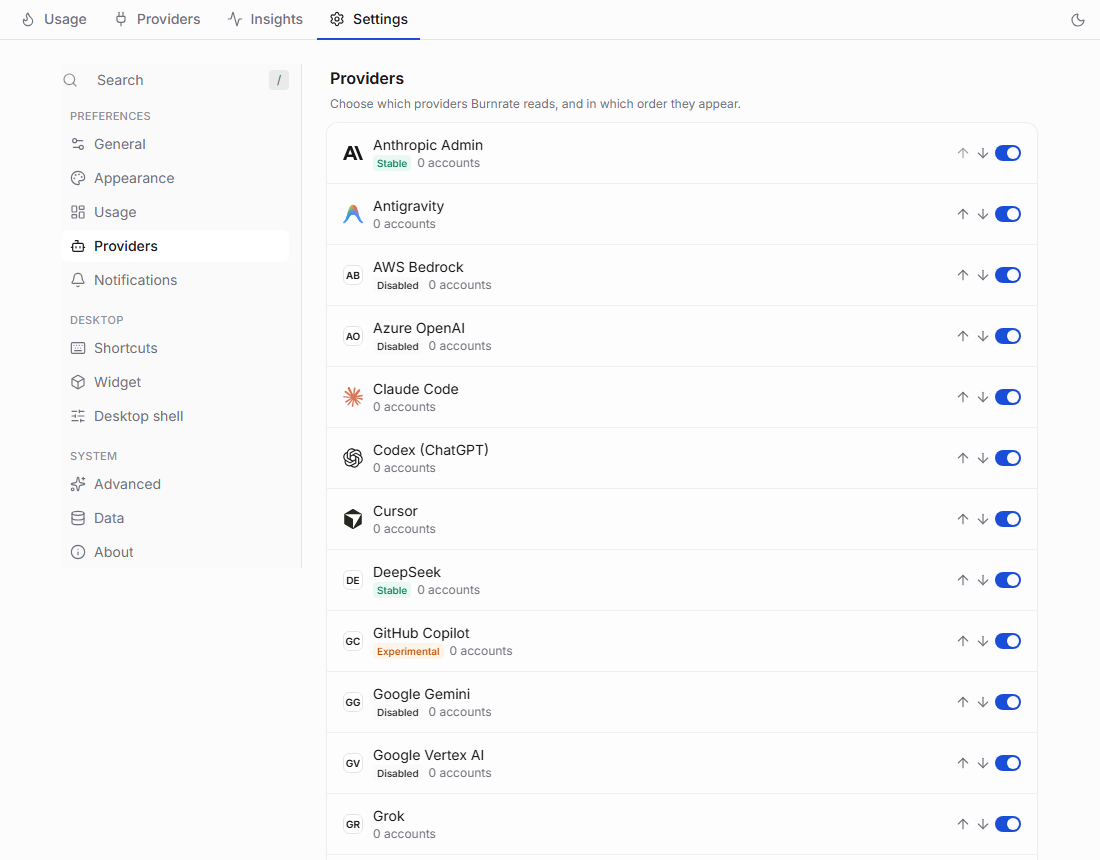 Usage Providers Insights Settings
Search /
PREFERENCES
General
Appearance
Usage
Providers
Notifications
DESKTOP
Shortcuts
Widget
Desktop shell
SYSTEM
Advanced
Data
About
Providers
Choose which providers Burnrate reads, and in which order they appear.
Anthropic Admin
Stable 0 accounts
Antigravity
0 accounts
AB
AWS Bedrock
Disabled 0 accounts
AO
Azure OpenAI
Disabled 0 accounts
Claude Code
0 accounts
Codex (ChatGPT)
0 accounts
Cursor
0 accounts
DE
DeepSeek
Stable 0 accounts
GC
GitHub Copilot
Experimental 0 accounts
GG
Google Gemini
Disabled 0 accounts
GV
Google Vertex AI
Disabled 0 accounts
GR
Grok
0 accounts